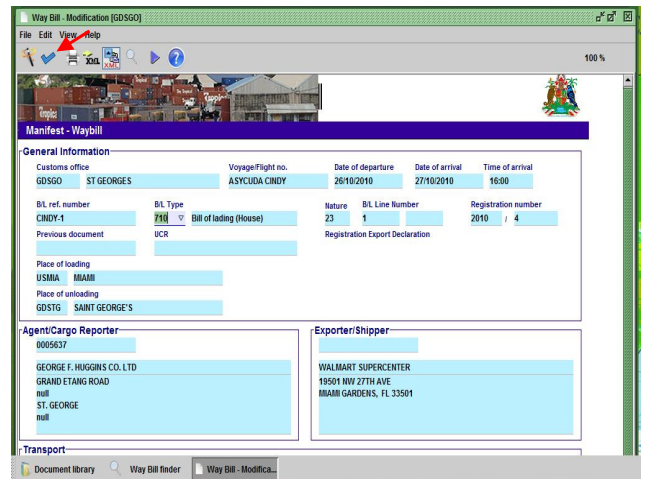 Way Bill - Modification [GDSGO]
File Edit View Help
XML XML 100 %
Tropics
Manifest - Waybill
General Information
Customs office Voyage/Flight no. Date of departure Date of arrival Time of arrival
GDSGO ST GEORGES ASYCUDA CINDY 26/10/2010 27/10/2010 16:00
B/L ref. number B/L Type Nature B/L Line Number Registration number
CINDY-1 710 Bill of lading (House) 23 1 2010 / 4
Previous document UCR Registration Export Declaration
Place of loading
USMIA MIAMI
Place of unloading
GDSTG SAINT GEORGE'S
Agent/Cargo Reporter Exporter/Shipper
0005637
GEORGE F. HUGGINS CO. LTD WALMART SUPERCENTER
GRAND ETANG ROAD 19501 NW 27TH AVE
null MIAMI GARDENS, FL 33501
ST. GEORGE
null
Transport
Document library Way Bill finder Way Bill - Modifica...